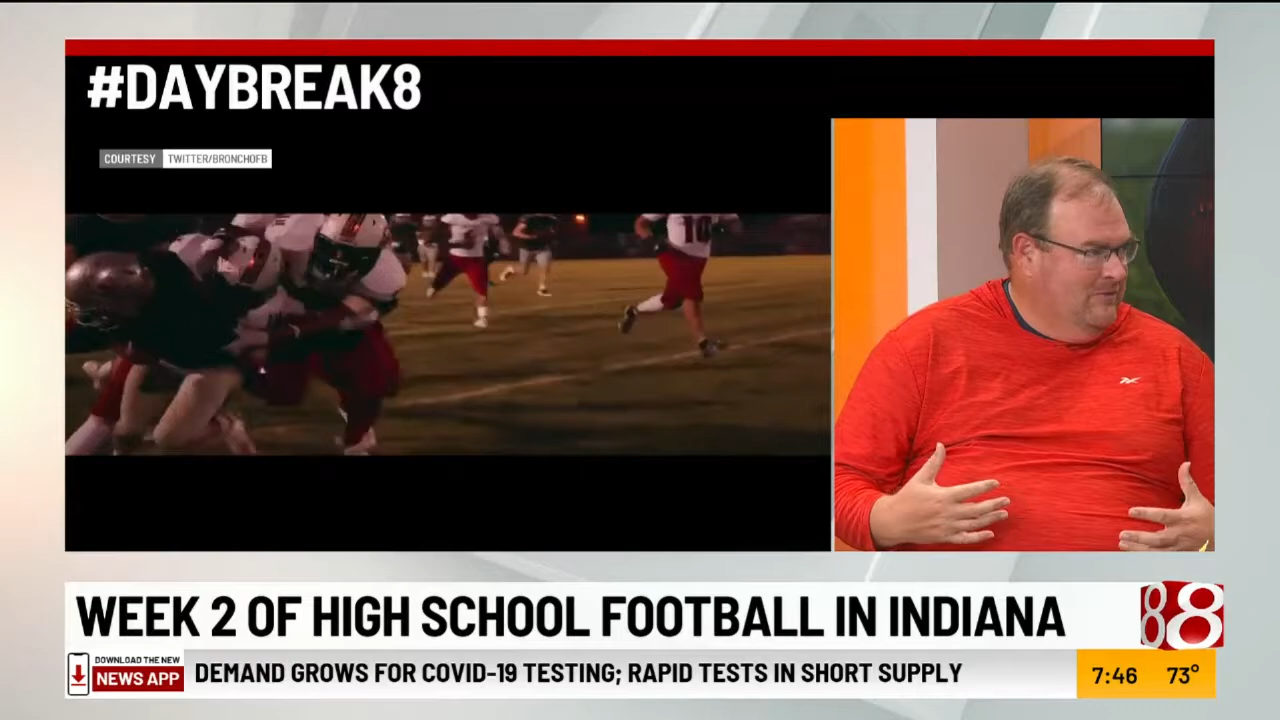 #DAYBREAK8
COURTESY TWITTER/BRONCHOFB
10
WEEK 2 OF HIGH SCHOOL FOOTBALL IN INDIANA
8 8
DOWNLOAD THE NEW
NEWS APP
DEMAND GROWS FOR COVID-19 TESTING; RAPID TESTS IN SHORT SUPPLY
7:46 73°